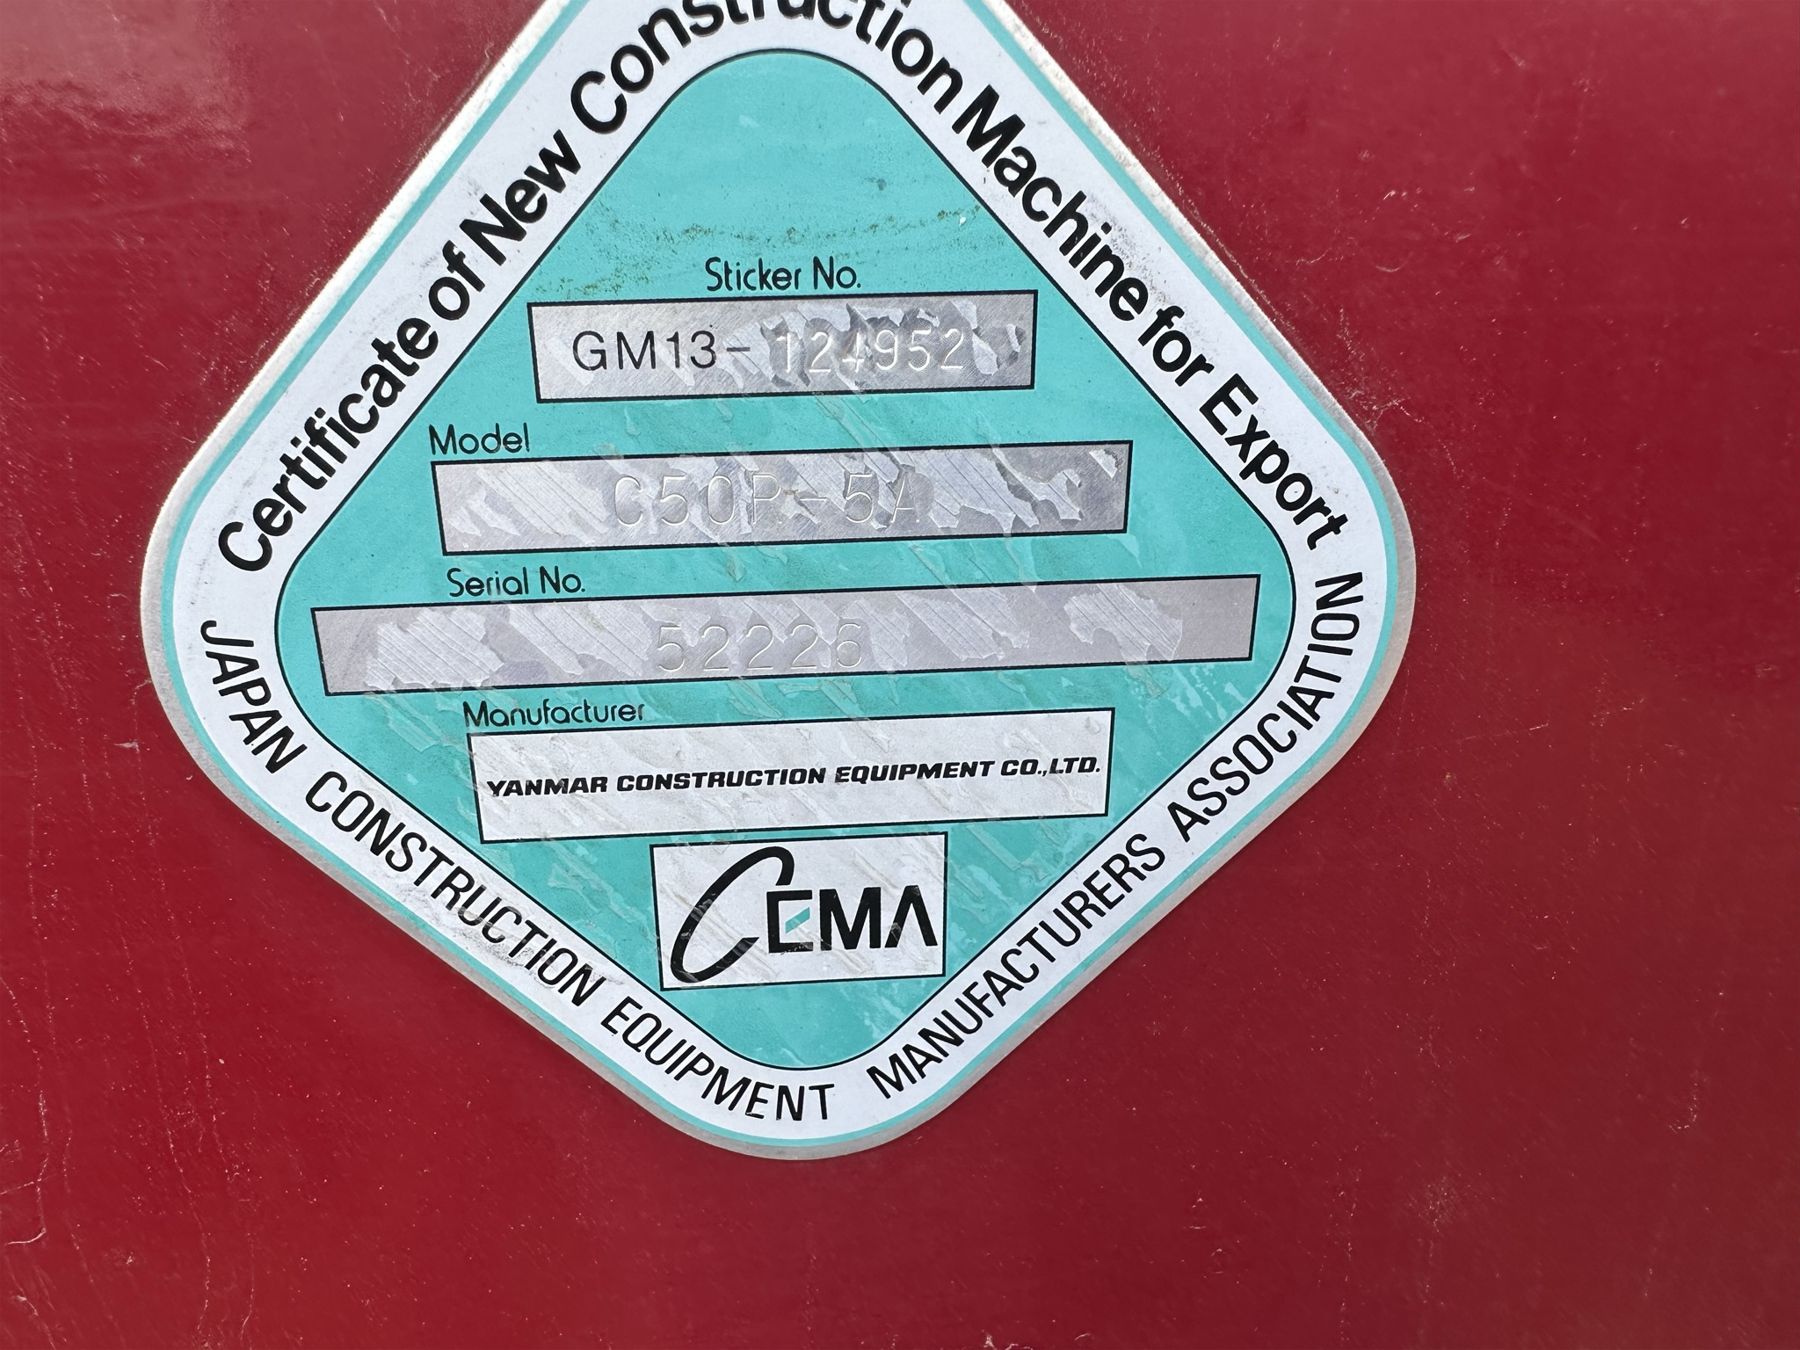 Certificate of New Construction Machine for Export
Sticker No.
GM13- 124952
Model
C50R-5A
Serial No.
52226
Manufacturer
YANMAR CONSTRUCTION EQUIPMENT CO.,LTD.
CEMA
JAPAN CONSTRUCTION EQUIPMENT MANUFACTURERS ASSOCIATION